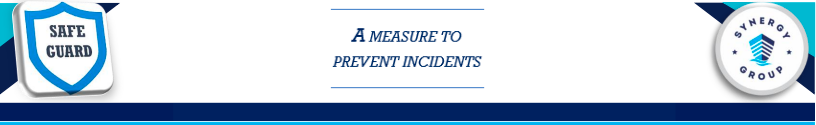 SAFE
GUARD
A MEASURE TO
PREVENT INCIDENTS
SYNERGY
GROUP